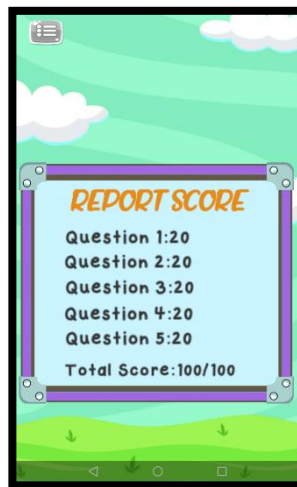 REPORT SCORE
Question 1:20
Question 2:20
Question 3:20
Question 4:20
Question 5:20
Total Score:100/100